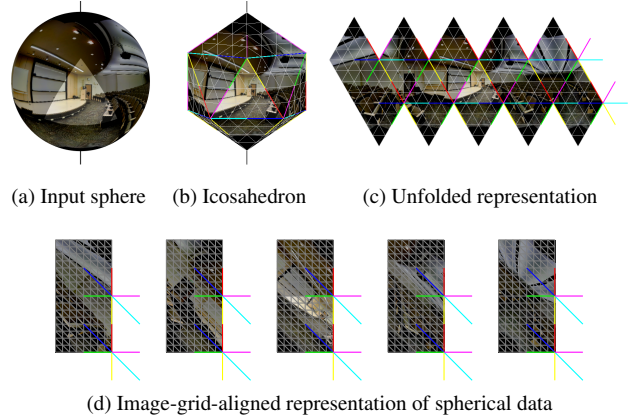 (a) Input sphere
(b) Icosahedron
(c) Unfolded representation
(d) Image-grid-aligned representation of spherical data